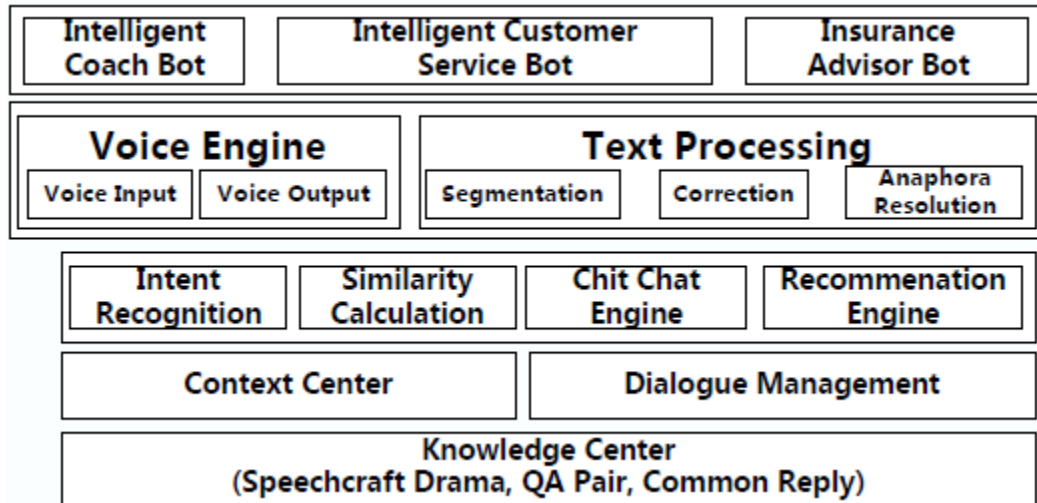 Intelligent
Coach Bot
Intelligent Customer
Service Bot
Insurance
Advisor Bot
Voice Engine
Voice Input
Voice Output
Text Processing
Segmentation
Correction
Anaphora
Resolution
Intent
Recognition
Similarity
Calculation
Chit Chat
Engine
Recommenation
Engine
Context Center
Dialogue Management
Knowledge Center
(Speechcraft Drama, QA Pair, Common Reply)